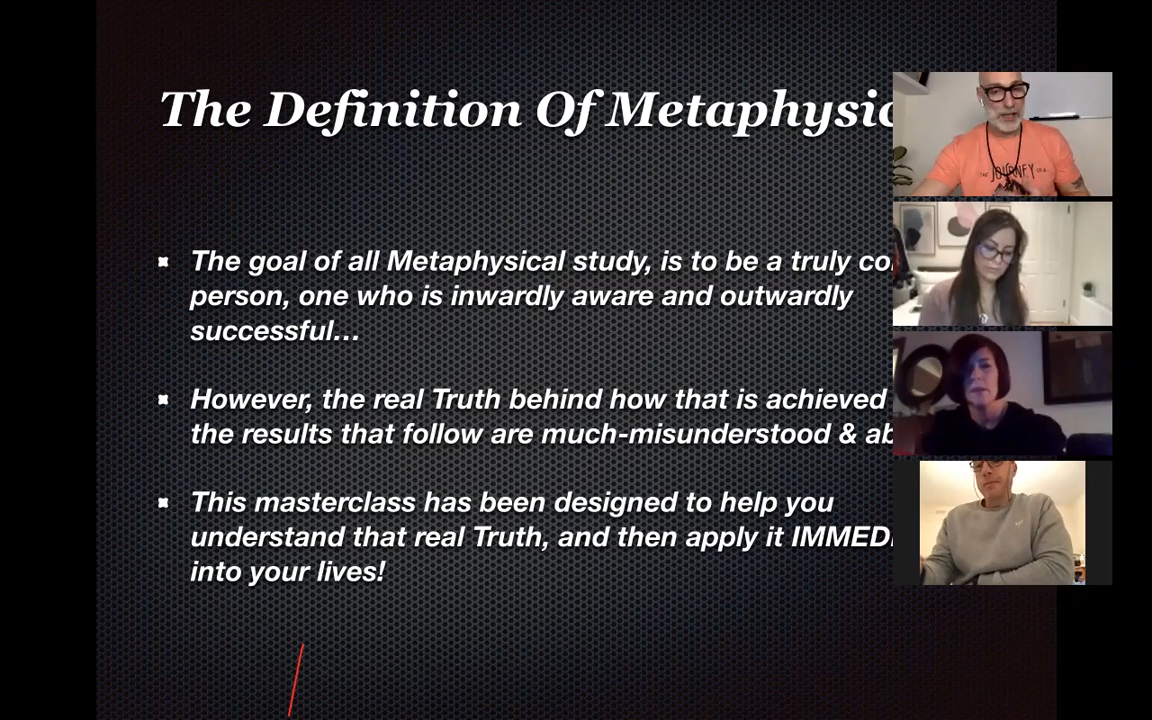 The Definition Of Metaphysic
The goal of all Metaphysical study, is to be a truly
person, one who is inwardly aware and outwardly
successful...
However, the real Truth behind how that is achieved
the results that follow are much-misunderstood &
This masterclass has been designed to help you
understand that real Truth, and then apply it IMMED
into your lives!
THE JOURNEY OF A